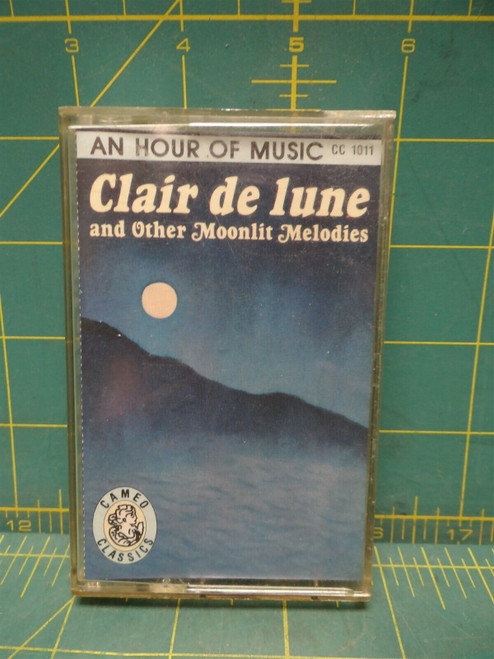 3 4 5 6
AN HOUR OF MUSIC CC 1011
Clair de lune
and Other Moonlit Melodies
CAMEO
CLASSICS
12 17